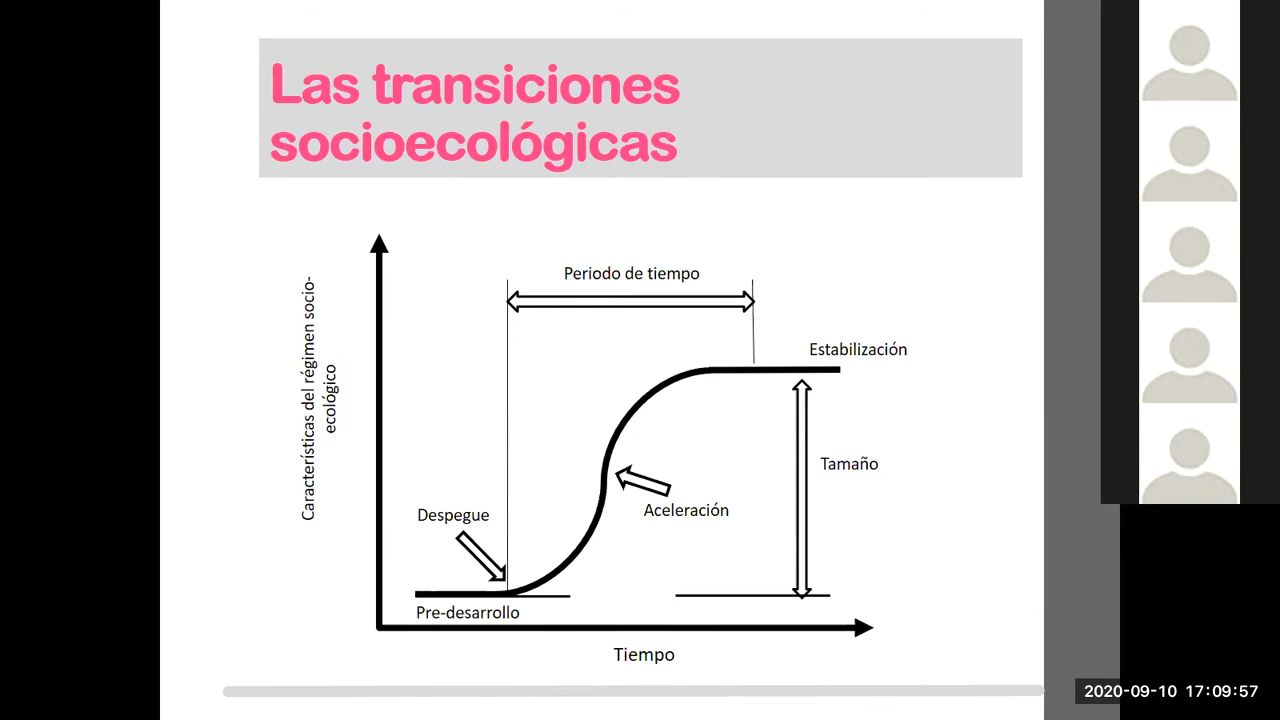 Las transiciones
socioecológicas
Periodo de tiempo
Estabilización
Características del régimen socio-
ecológico
Tamaño
Aceleración
Despegue
Pre-desarrollo
Tiempo
2020-09-10 17:09:57